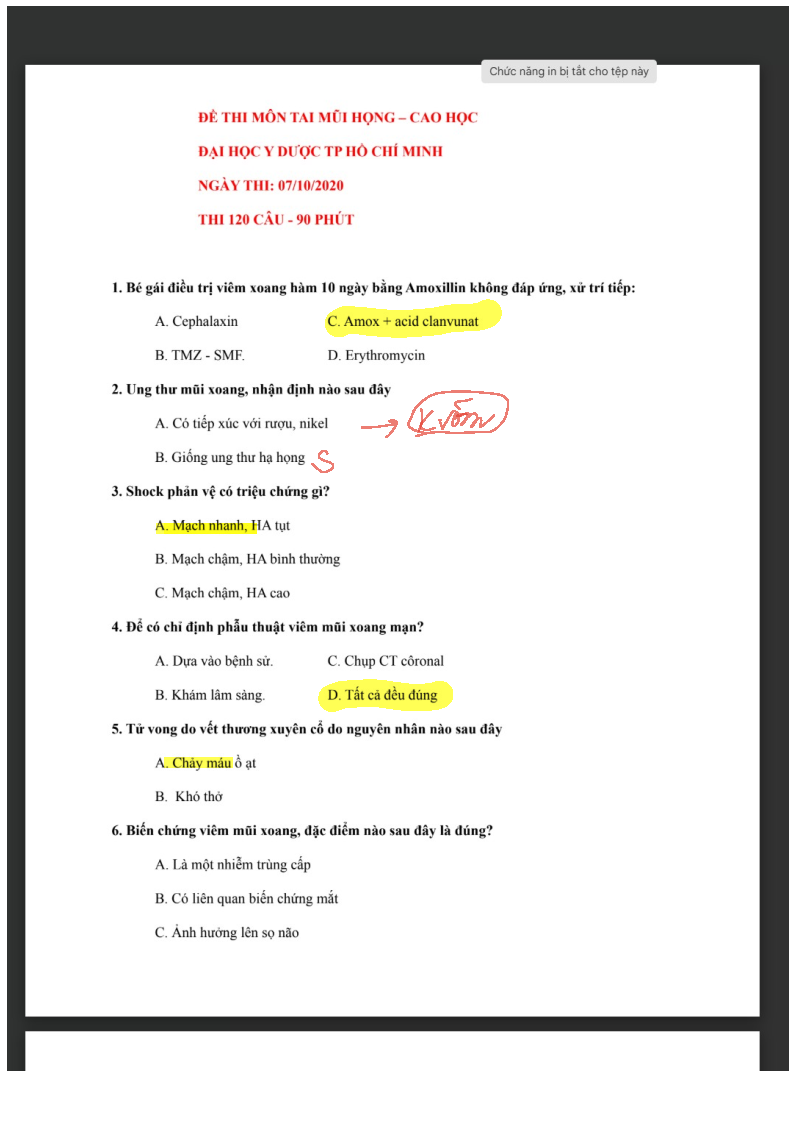 Chức năng in bị tắt cho tệp này
ĐỀ THI MÔN TAI MŨI HỌNG – CAO HỌC
ĐẠI HỌC Y DƯỢC TP HỒ CHÍ MINH
NGÀY THI: 07/10/2020
THI 120 CÂU - 90 PHÚT
1. Bé gái điều trị viêm xoang hàm 10 ngày bằng Amoxillin không đáp ứng, xử trí tiếp:
A. Cephalaxin C. Amox + acid clanvunat
B. TMZ - SMF. D. Erythromycin
2. Ung thư mũi xoang, nhận định nào sau đây
A. Có tiếp xúc với rượu, nikel → K vòm
B. Giống ung thư hạ họng S
3. Shock phản vệ có triệu chứng gì?
A. Mạch nhanh, HA tụt
B. Mạch chậm, HA bình thường
C. Mạch chậm, HA cao
4. Để có chỉ định phẫu thuật viêm mũi xoang mạn?
A. Dựa vào bệnh sử. C. Chụp CT côronal
B. Khám lâm sàng. D. Tất cả đều đúng
5. Tử vong do vết thương xuyên cổ do nguyên nhân nào sau đây
A. Chảy máu ồ ạt
B. Khó thở
6. Biến chứng viêm mũi xoang, đặc điểm nào sau đây là đúng?
A. Là một nhiễm trùng cấp
B. Có liên quan biến chứng mắt
C. Ảnh hưởng lên sọ não